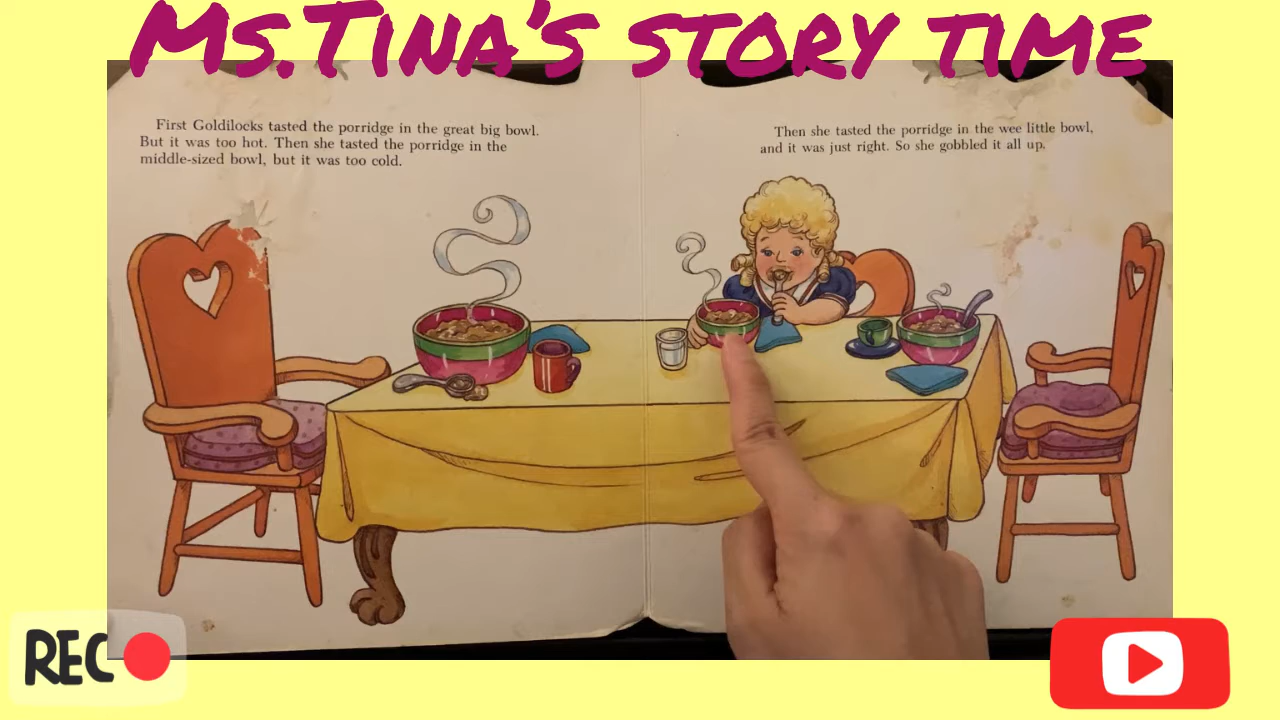 Ms.Tina's story time
First Goldilocks tasted the porridge in the great big bowl.
But it was too hot. Then she tasted the porridge in the
middle-sized bowl, but it was too cold.
Then she tasted the porridge in the wee little bowl,
and it was just right. So she gobbled it all up.
REC